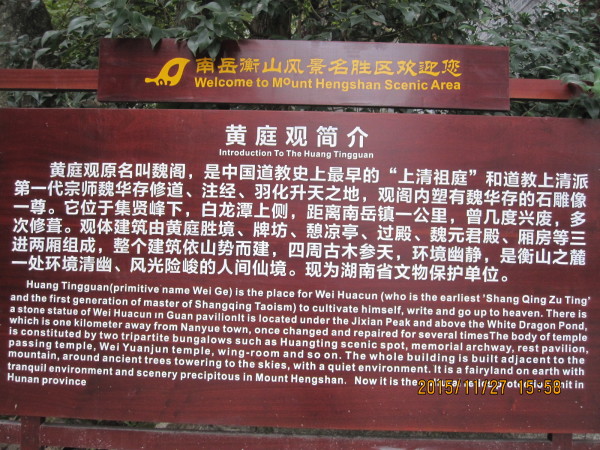 南岳衡山风景名胜区欢迎您
Welcome to Mount Hengshan Scenic Area
黄庭观简介
Introduction To The Huang Tingguan
黄庭观原名叫魏阁，是中国道教史上最早的“上清祖庭”和道教上清派
第一代宗师魏华存修道、注经、羽化升天之地，观阁内塑有魏华存的石雕像
一尊。它位于集贤峰下，白龙潭上侧，距离南岳镇一公里，曾几度兴废，多
次修葺。观体建筑由黄庭胜境、牌坊、憩凉亭、过殿、魏元君殿、厢房等三
进两厢组成，整个建筑依山势而建，四周古木参天，环境幽静，是衡山之麓
一处环境清幽、风光险峻的人间仙境。现为湖南省文物保护单位。
Huang Tingguan(primitive name Wei Ge) is the place for Wei Huacun (who is the earliest 'Shang Qing Zu Ting'
and the first generation of master of Shangqing Taoism) to cultivate himself, write and go up to heaven. There is
a stone statue of Wei Huacun in Guan pavilionIt is located under the Jixian Peak and above the White Dragon Pond,
which is one kilometer away from Nanyue town, once changed and repaired for several timesThe body of temple
is constituted by two tripartite bungalows such as Huangting scenic spot, memorial archway, rest pavilion,
passing temple, Wei Yuanjun temple, wing-room and so on. The whole building is built adjacent to the
mountain, around ancient trees towering to the skies, with a quiet environment. It is a fairyland on earth with
tranquil environment and scenery precipitous in Mount Hengshan. Now it is the unit in
Hunan province
2015/11/27 15:58